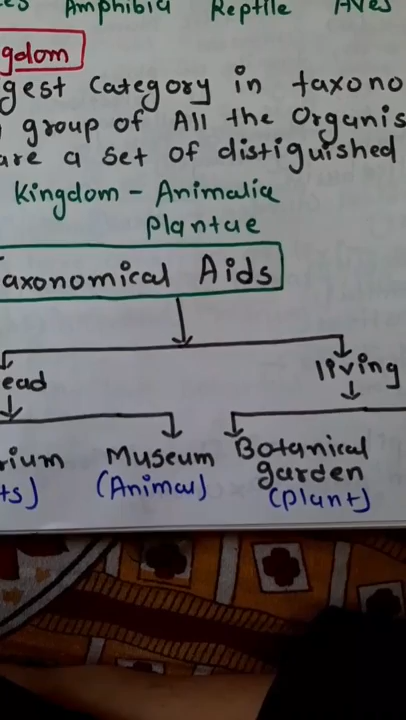 Amphibia Reptile Aves
gdom
gest Category in taxono
group of All the Organis
are a Set of distiguished
Kingdom - Animalia
Plantae
axonomical Aids
ead living
rium Museum Botanical
ts) (Animal) garden
(Plant)